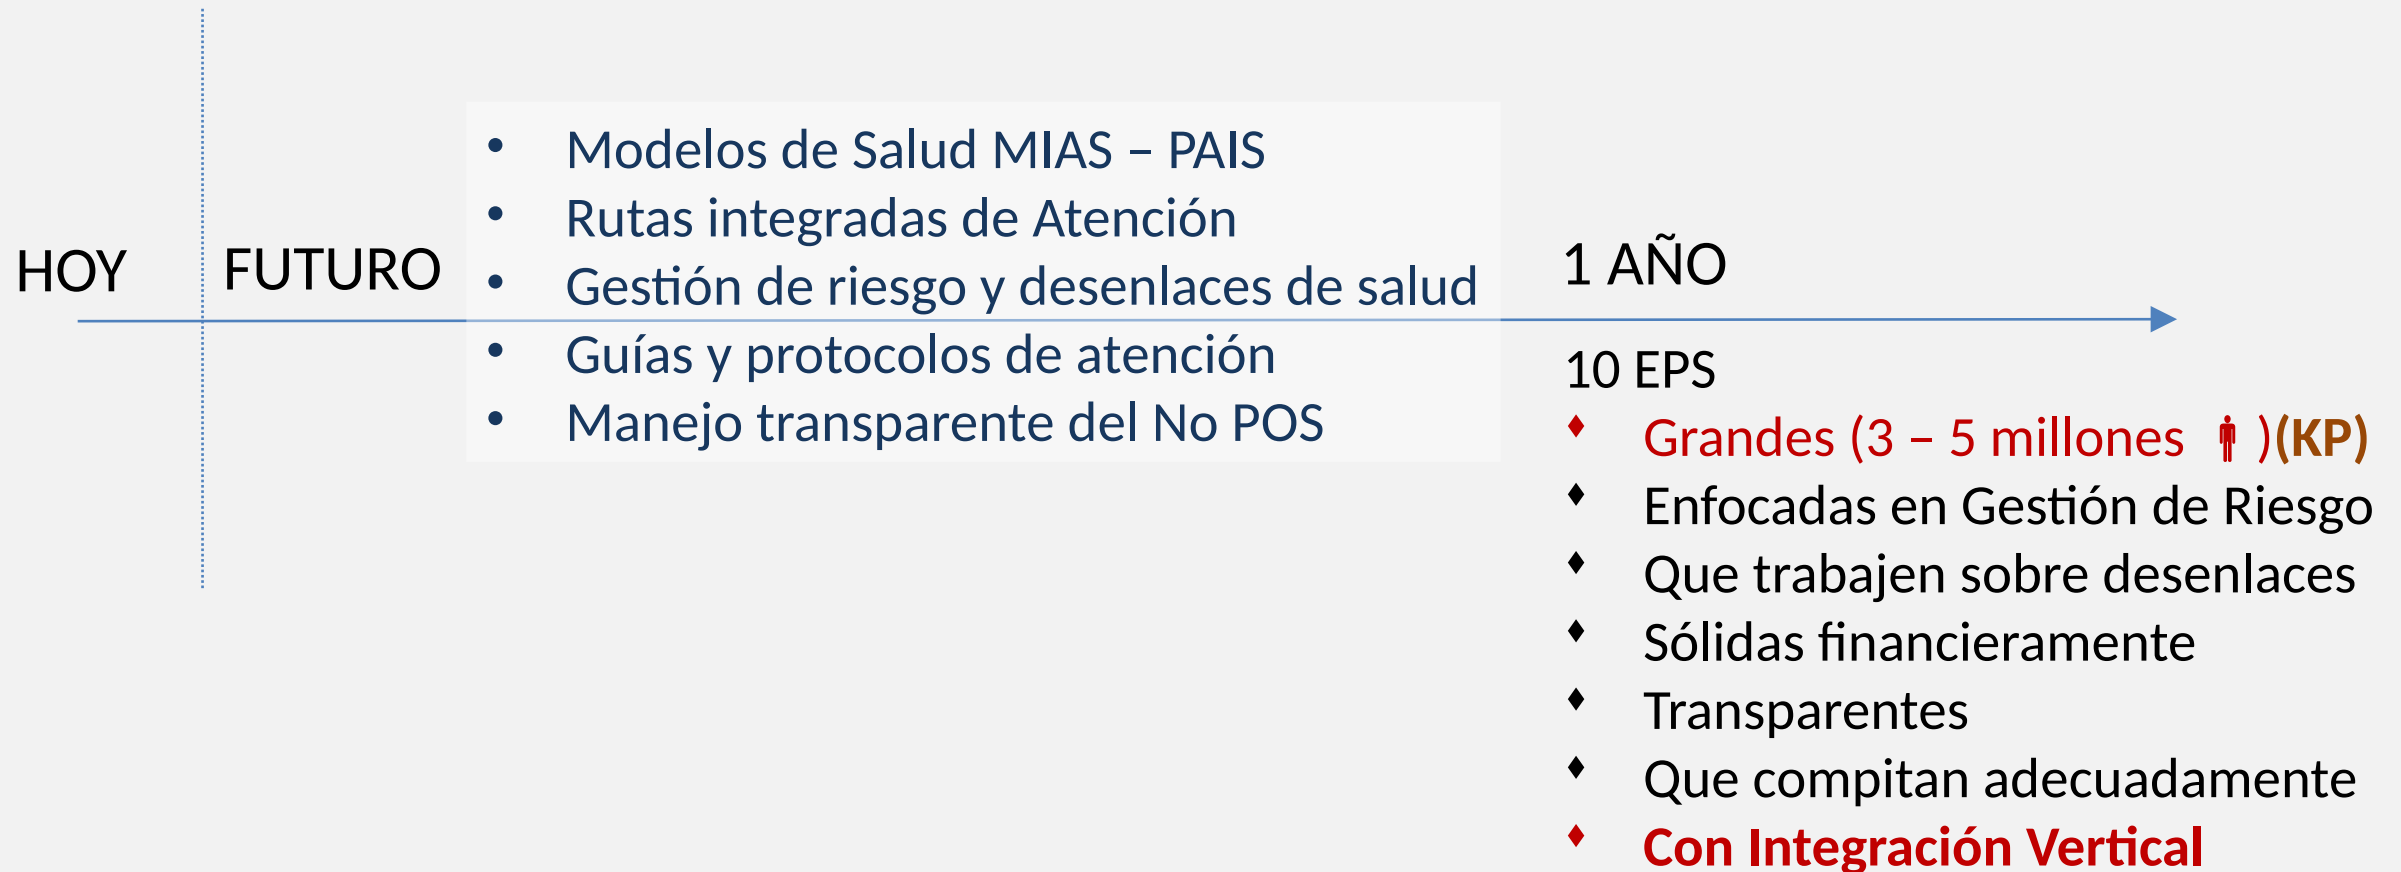 HOY
FUTURO
• Modelos de Salud MIAS – PAIS
• Rutas integradas de Atención
• Gestión de riesgo y desenlaces de salud
• Guías y protocolos de atención
• Manejo transparente del No POS
1 AÑO
10 EPS
♦ Grandes (3 – 5 millones )(KP)
♦ Enfocadas en Gestión de Riesgo
♦ Que trabajen sobre desenlaces
♦ Sólidas financieramente
♦ Transparentes
♦ Que compitan adecuadamente
♦ Con Integración Vertical